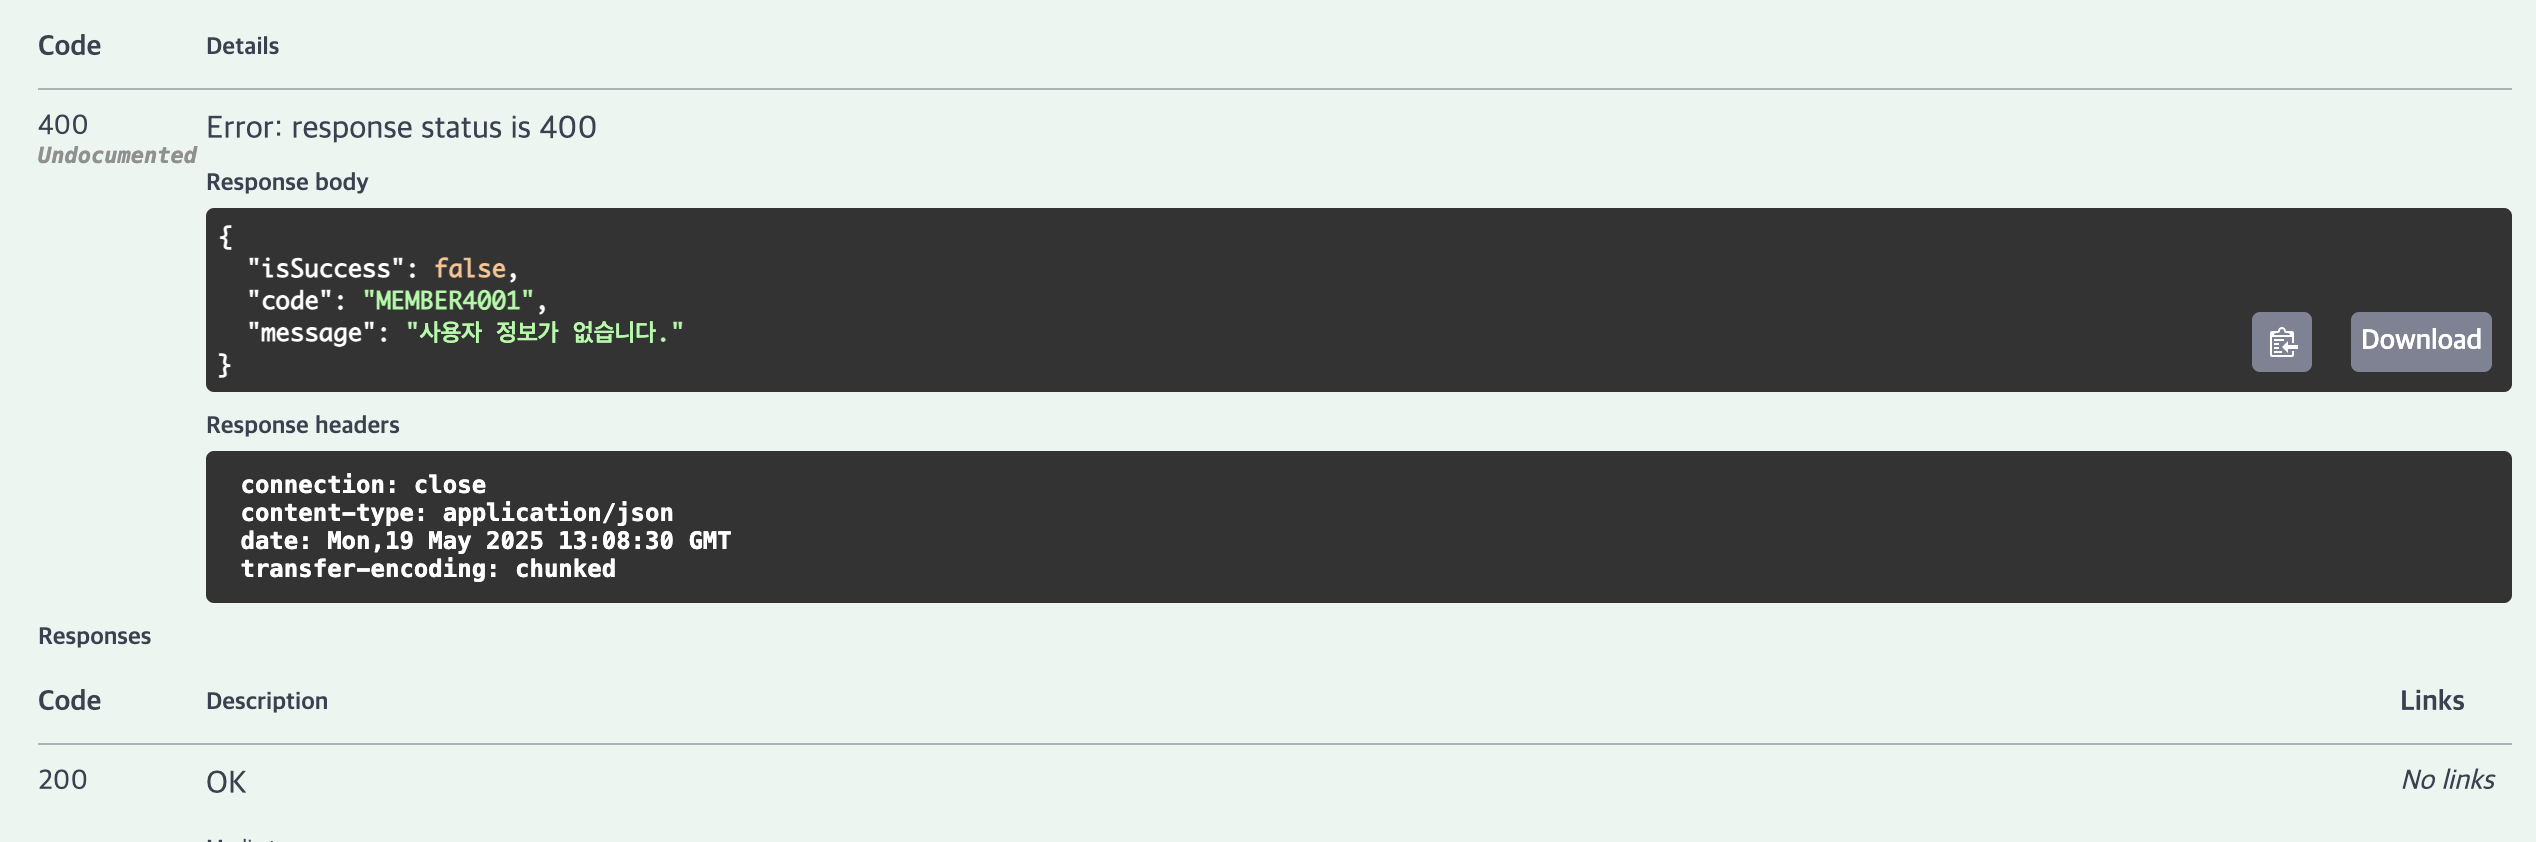 Code Details
400 Error: response status is 400
Undocumented
Response body
{
  "isSuccess": false,
  "code": "MEMBER4001",
  "message": "사용자 정보가 없습니다."
}
Download
Response headers
connection: close
content-type: application/json
date: Mon,19 May 2025 13:08:30 GMT
transfer-encoding: chunked
Responses
Code Description Links
200 OK No links